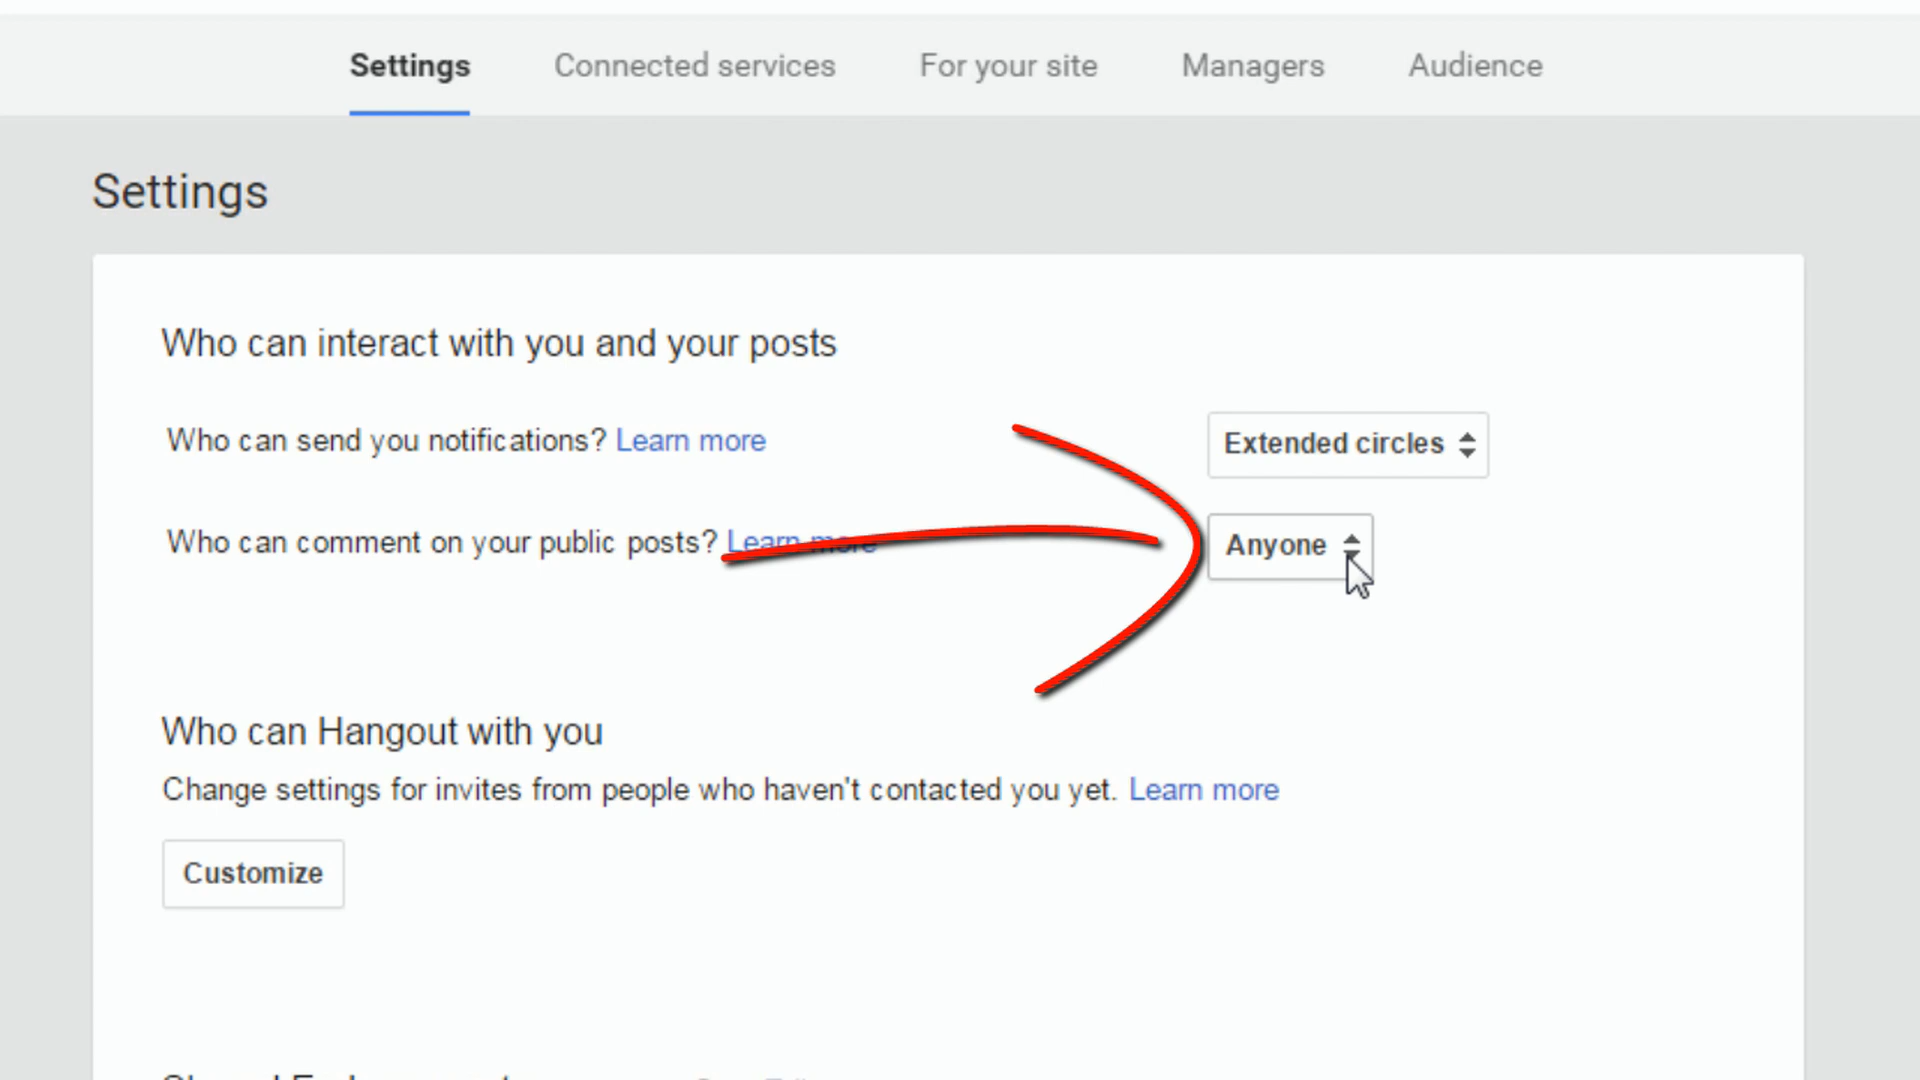 Settings Connected services For your site Managers Audience
Settings
Who can interact with you and your posts
Who can send you notifications? Learn more Extended circles
Who can comment on your public posts? Learn more Anyone
Who can Hangout with you
Change settings for invites from people who haven't contacted you yet. Learn more
Customize